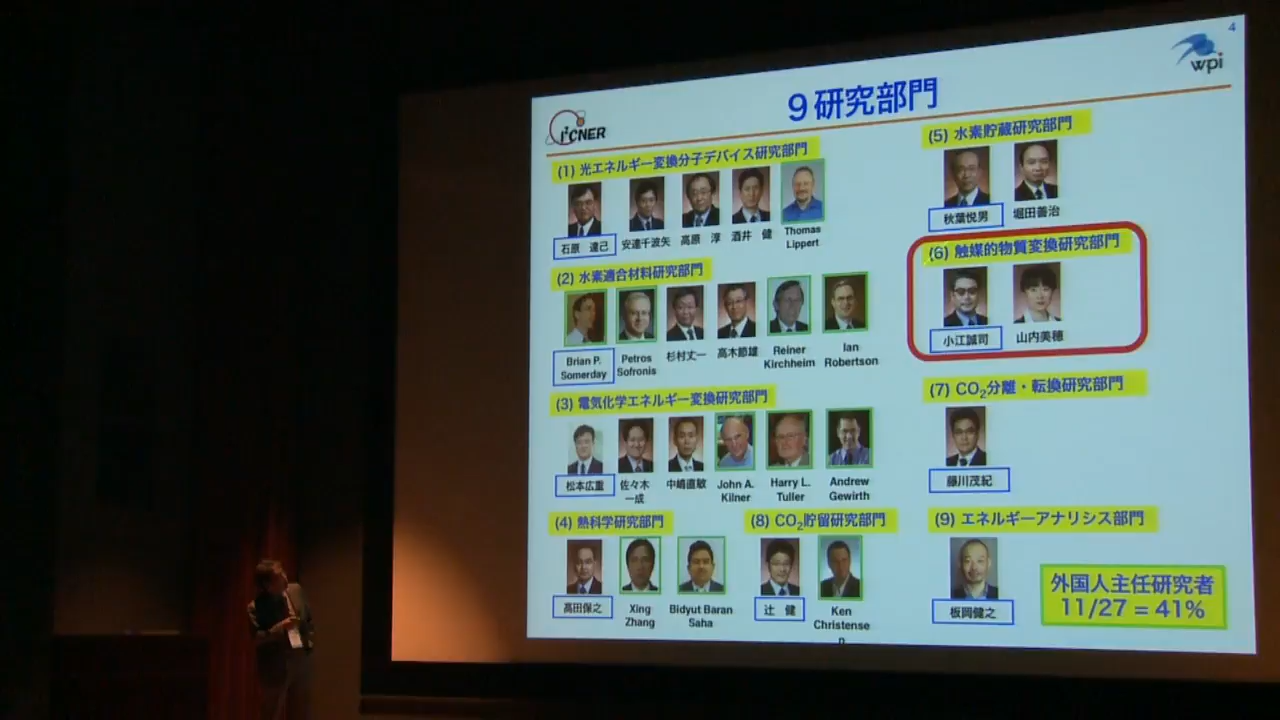 4
wpi
I²CNER
9研究部門
(1) 光エネルギー変換分子デバイス研究部門
石原 達己
安達千波矢
高原 淳
酒井 健
Thomas
Lippert
(2) 水素適合材料研究部門
Brian P.
Somerday
Petros
Sofronis
杉村丈一
高木節雄
Reiner
Kirchheim
Ian
Robertson
(3) 電気化学エネルギー変換研究部門
松本広重
佐々木
一成
中嶋直敏
John A.
Kilner
Harry L.
Tuller
Andrew
Gewirth
(4) 熱科学研究部門
高田保之
Xing
Zhang
Bidyut Baran
Saha
(8) CO₂貯留研究部門
辻 健
Ken
Christense
n
(5) 水素貯蔵研究部門
秋葉悦男
堀田善治
(6) 触媒的物質変換研究部門
小江誠司
山内美穂
(7) CO₂分離・転換研究部門
藤川茂紀
(9) エネルギーアナリシス部門
板岡健之
外国人主任研究者
11/27 = 41%